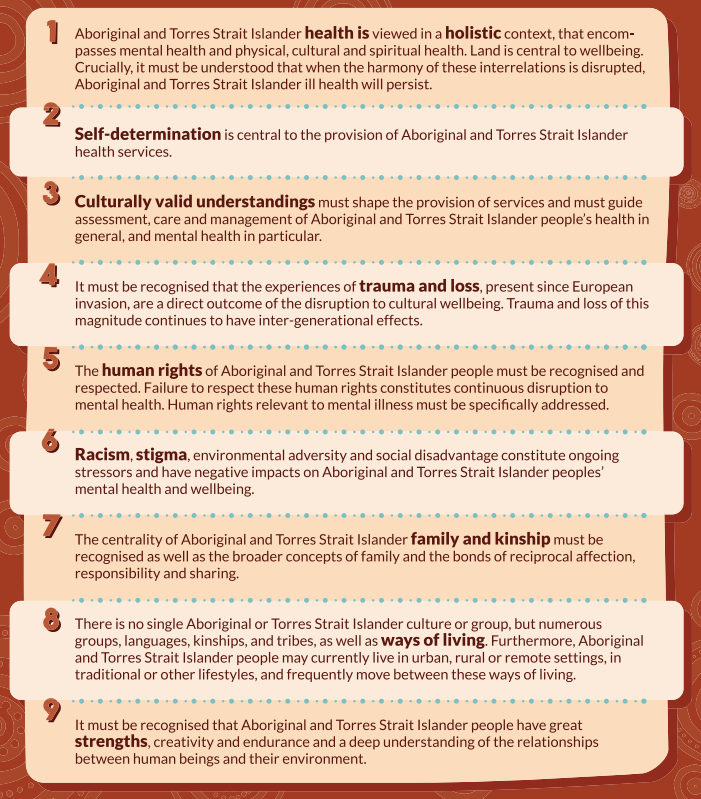 1
Aboriginal and Torres Strait Islander health is viewed in a holistic context, that encom-
passes mental health and physical, cultural and spiritual health. Land is central to wellbeing.
Crucially, it must be understood that when the harmony of these interrelations is disrupted,
Aboriginal and Torres Strait Islander ill health will persist.
2
Self-determination is central to the provision of Aboriginal and Torres Strait Islander
health services.
3
Culturally valid understandings must shape the provision of services and must guide
assessment, care and management of Aboriginal and Torres Strait Islander people's health in
general, and mental health in particular.
4
It must be recognised that the experiences of trauma and loss, present since European
invasion, are a direct outcome of the disruption to cultural wellbeing. Trauma and loss of this
magnitude continues to have inter-generational effects.
5
The human rights of Aboriginal and Torres Strait Islander people must be recognised and
respected. Failure to respect these human rights constitutes continuous disruption to
mental health. Human rights relevant to mental illness must be specifically addressed.
6
Racism, stigma, environmental adversity and social disadvantage constitute ongoing
stressors and have negative impacts on Aboriginal and Torres Strait Islander peoples'
mental health and wellbeing.
7
The centrality of Aboriginal and Torres Strait Islander family and kinship must be
recognised as well as the broader concepts of family and the bonds of reciprocal affection,
responsibility and sharing.
8
There is no single Aboriginal or Torres Strait Islander culture or group, but numerous
groups, languages, kinships, and tribes, as well as ways of living. Furthermore, Aboriginal
and Torres Strait Islander people may currently live in urban, rural or remote settings, in
traditional or other lifestyles, and frequently move between these ways of living.
9
It must be recognised that Aboriginal and Torres Strait Islander people have great
strengths, creativity and endurance and a deep understanding of the relationships
between human beings and their environment.